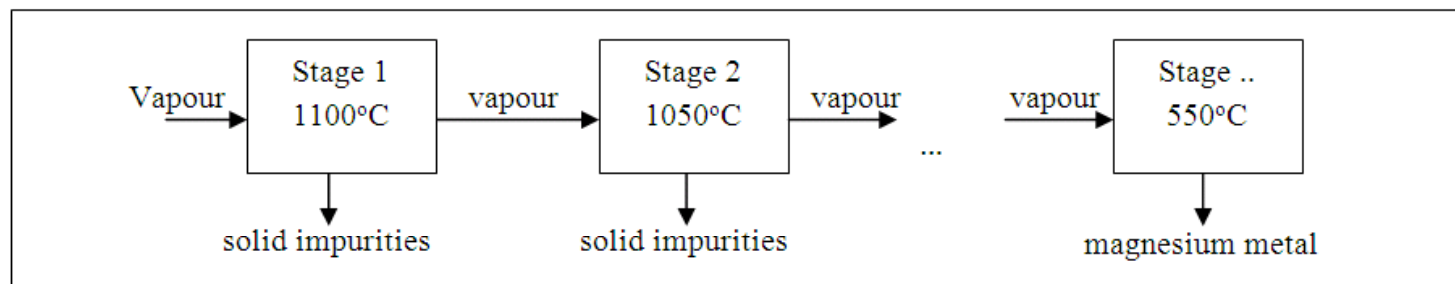 Vapour
Stage 1
1100°C
vapour
Stage 2
1050°C
vapour
...
vapour
Stage ..
550°C
solid impurities
solid impurities
magnesium metal